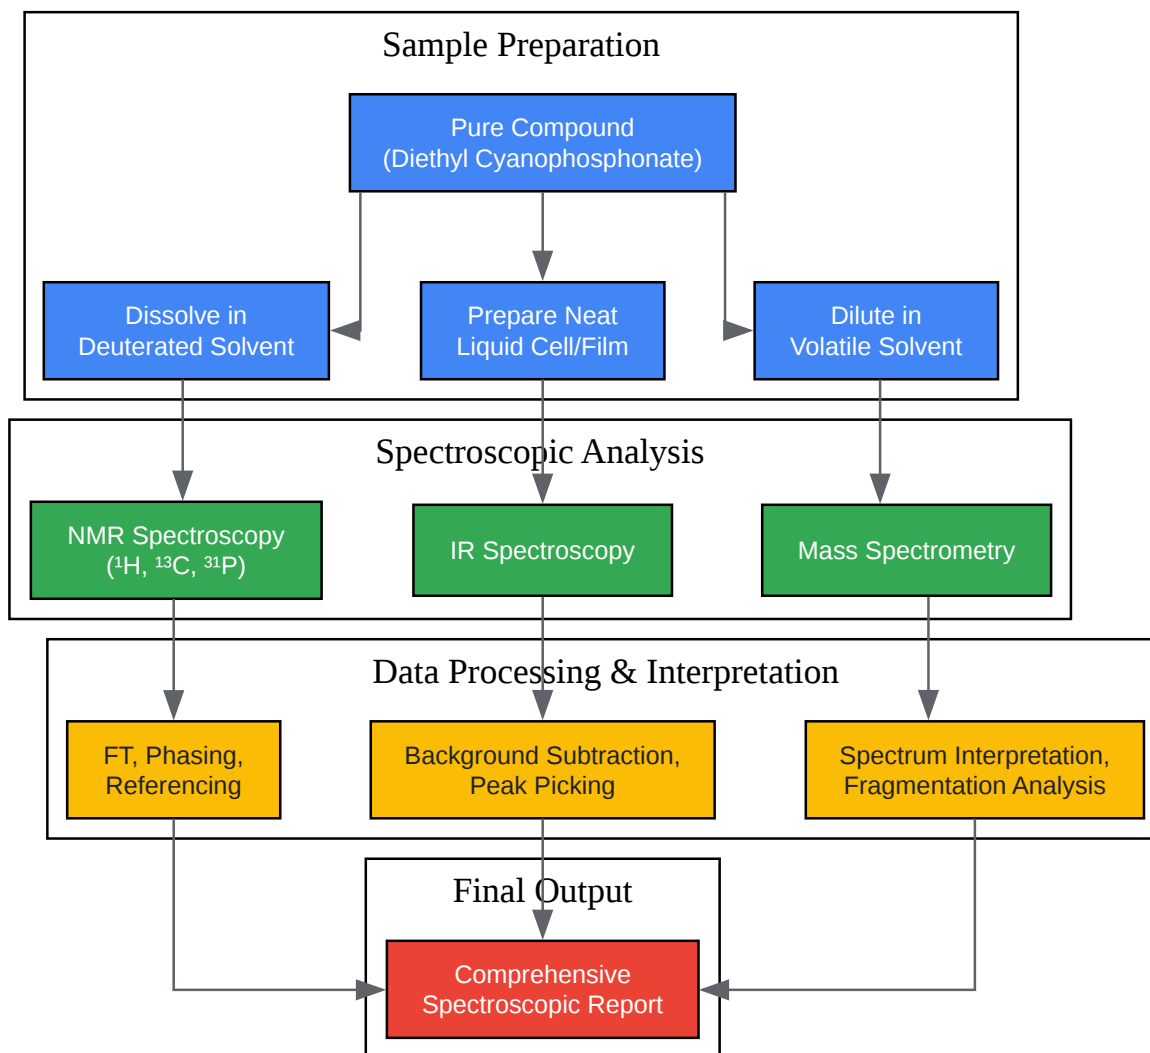 Sample Preparation
Pure Compound
(Diethyl Cyanophosphonate)
Dissolve in
Deuterated Solvent
Prepare Neat
Liquid Cell/Film
Dilute in
Volatile Solvent
Spectroscopic Analysis
NMR Spectroscopy
(¹H, ¹³C, ³¹P)
IR Spectroscopy
Mass Spectrometry
Data Processing & Interpretation
FT, Phasing,
Referencing
Background Subtraction,
Peak Picking
Spectrum Interpretation,
Fragmentation Analysis
Final Output
Comprehensive
Spectroscopic Report